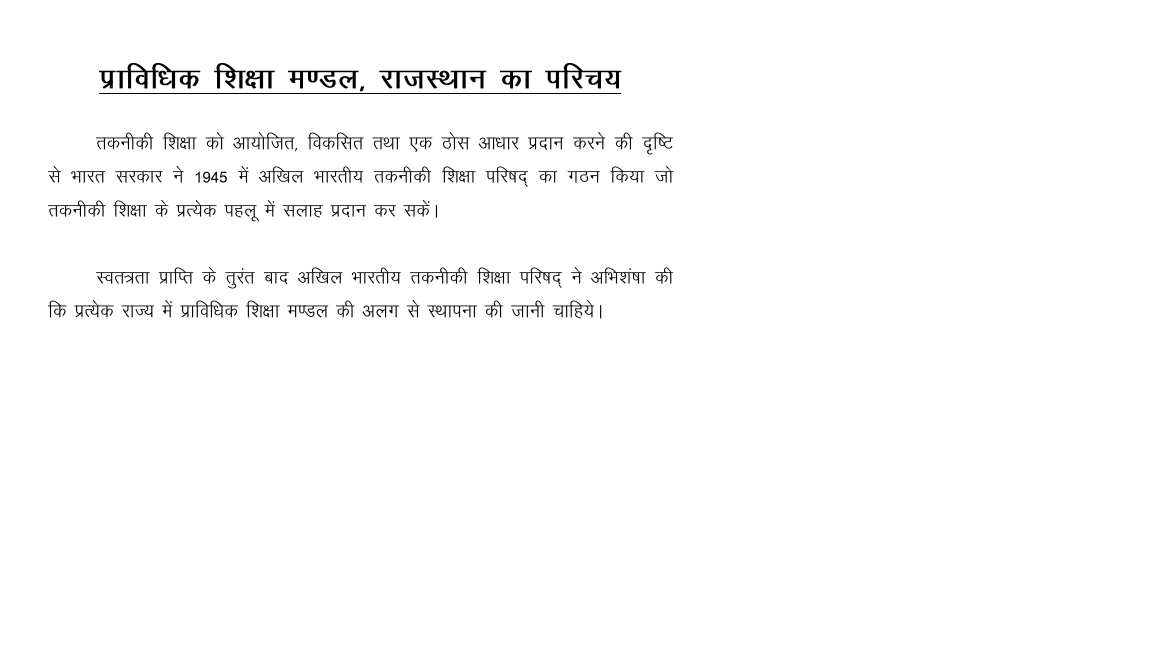 प्राविधिक शिक्षा मण्डल, राजस्थान का परिचय
तकनीकी शिक्षा को आयोजित, विकसित तथा एक ठोस आधार प्रदान करने की दृष्टि
से भारत सरकार ने 1945 में अखिल भारतीय तकनीकी शिक्षा परिषद् का गठन किया जो
तकनीकी शिक्षा के प्रत्येक पहलू में सलाह प्रदान कर सकें।
स्वतत्रता प्राप्ति के तुरंत बाद अखिल भारतीय तकनीकी शिक्षा परिषद् ने अभिशंषा की
कि प्रत्येक राज्य में प्राविधिक शिक्षा मण्डल की अलग से स्थापना की जानी चाहिये।